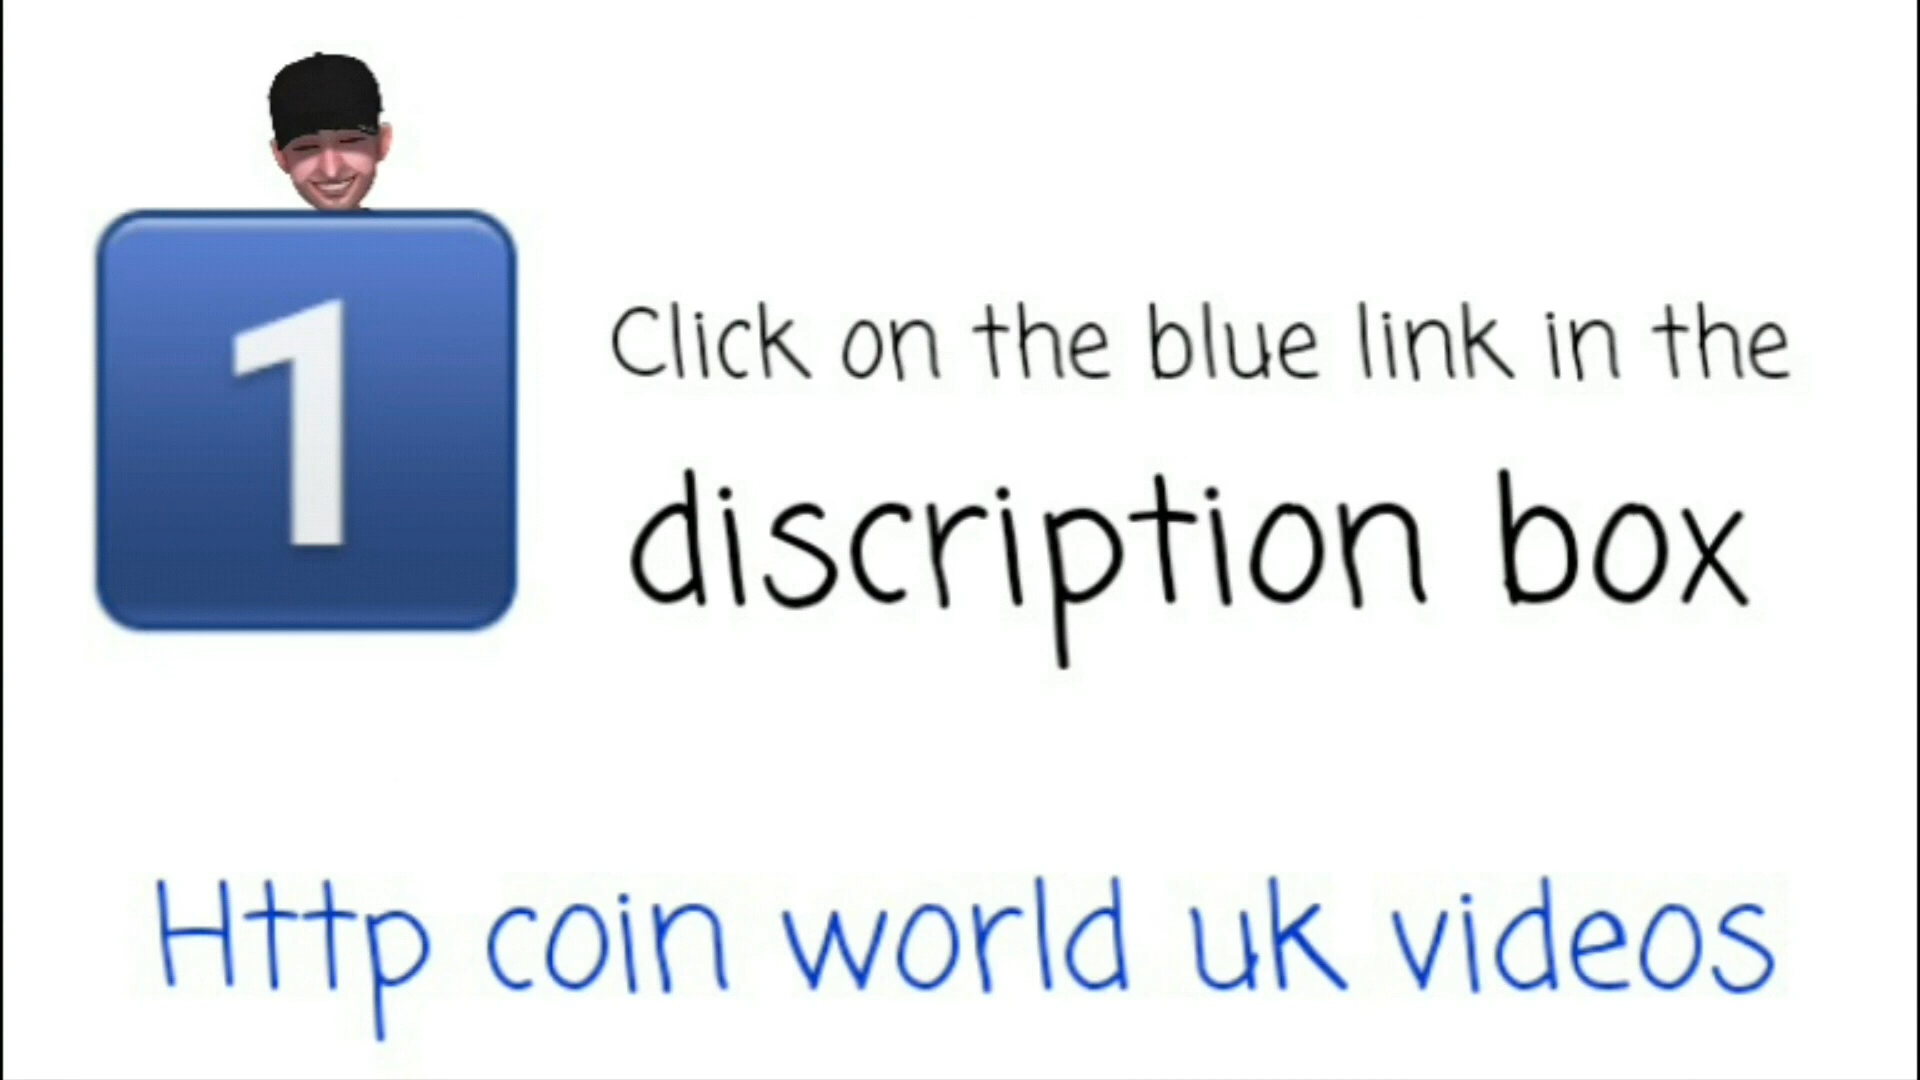 1
Click on the blue link in the
discription box
Http coin world uk videos